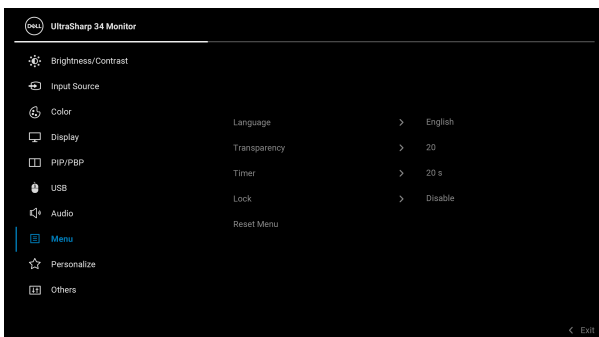 DELL UltraSharp 34 Monitor
Brightness/Contrast
Input Source
Color
Display
PIP/PBP
USB
Audio
Menu
Personalize
Others
Language > English
Transparency > 20
Timer > 20 s
Lock > Disable
Reset Menu
< Exit